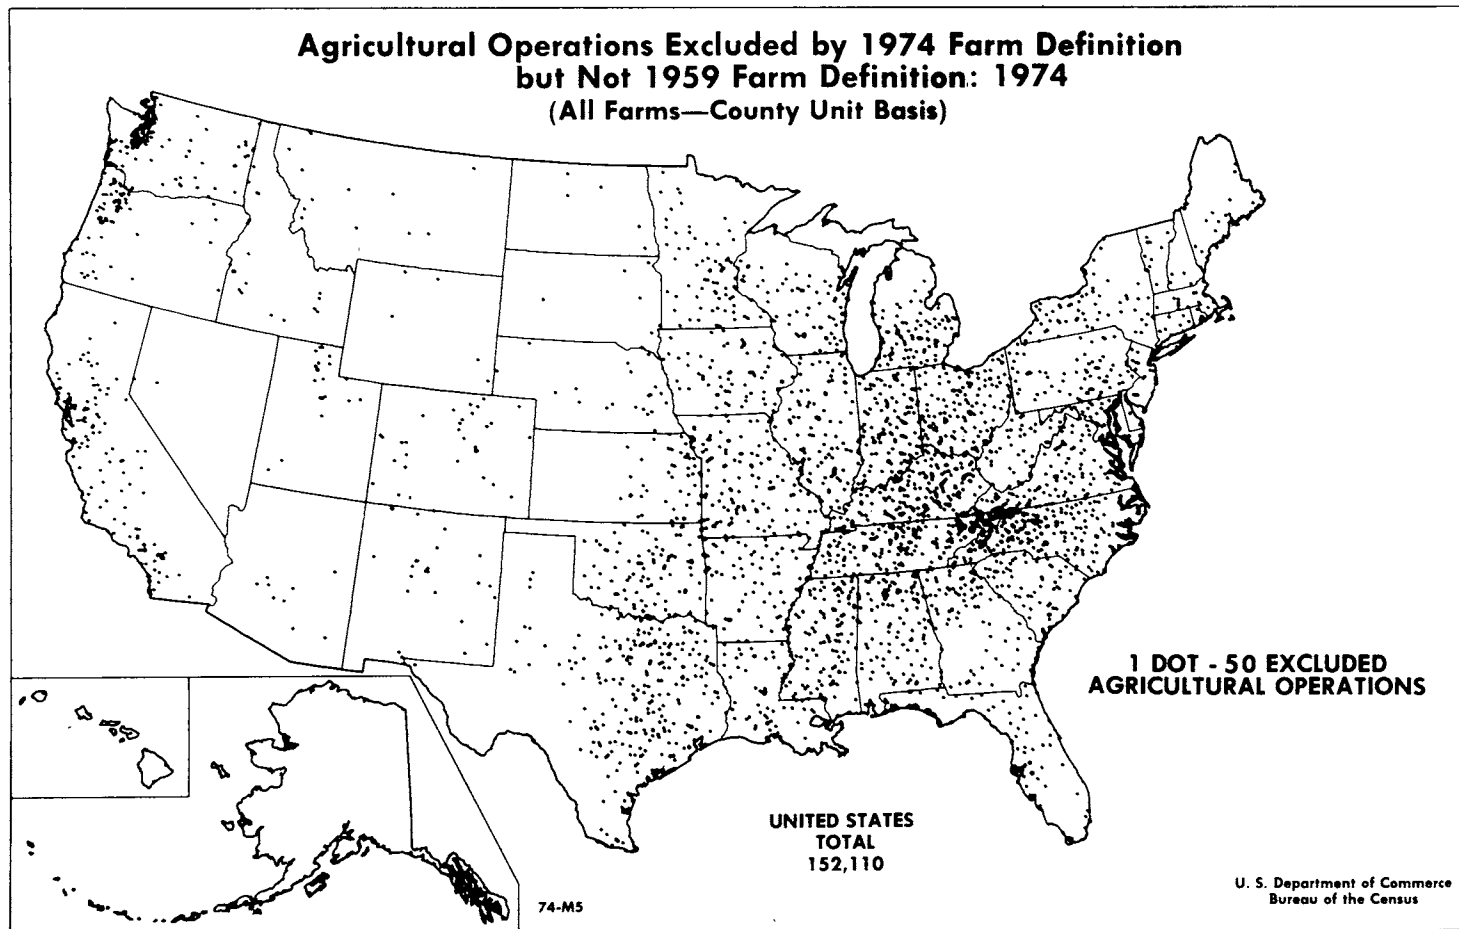 Agricultural Operations Excluded by 1974 Farm Definition
but Not 1959 Farm Definition: 1974
(All Farms—County Unit Basis)
1 DOT - 50 EXCLUDED
AGRICULTURAL OPERATIONS
UNITED STATES
TOTAL
152,110
74-M5
U. S. Department of Commerce
Bureau of the Census